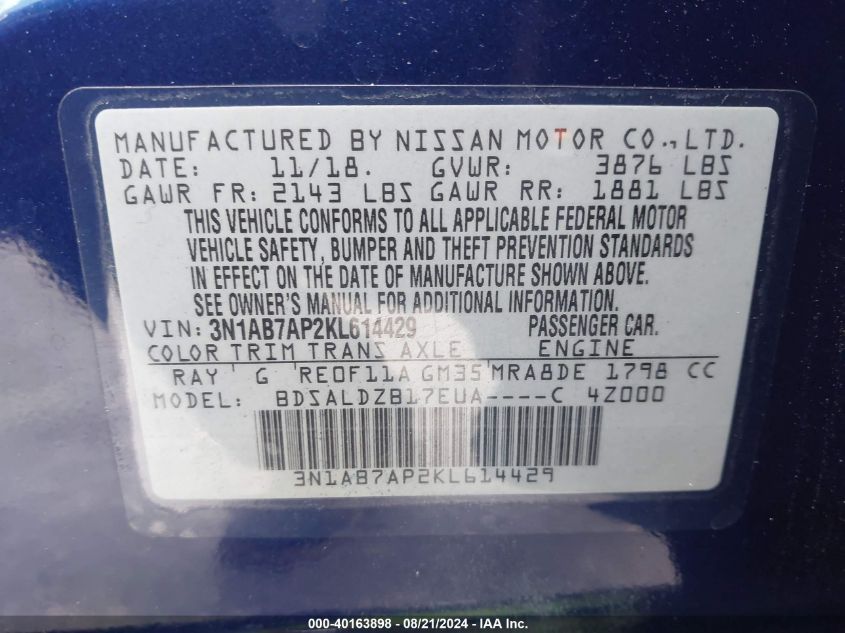 MANUFACTURED BY NISSAN MOTOR CO., LTD.
DATE: 11/18. GVWR: 3876 LBS
GAWR FR: 2143 LBS GAWR RR: 1881 LBS
THIS VEHICLE CONFORMS TO ALL APPLICABLE FEDERAL MOTOR
VEHICLE SAFETY, BUMPER AND THEFT PREVENTION STANDARDS
IN EFFECT ON THE DATE OF MANUFACTURE SHOWN ABOVE.
SEE OWNER'S MANUAL FOR ADDITIONAL INFORMATION.
VIN: 3N1AB7AP2KL614429 PASSENGER CAR.
COLOR TRIM TRANS AXLE ENGINE
RAY G RE0F11A GM35 MRA8DE 1798 CC
MODEL: BDSALDZB17EUA----C 4Z000
3N1AB7AP2KL614429
000-40163898 - 08/21/2024 - IAAI.com